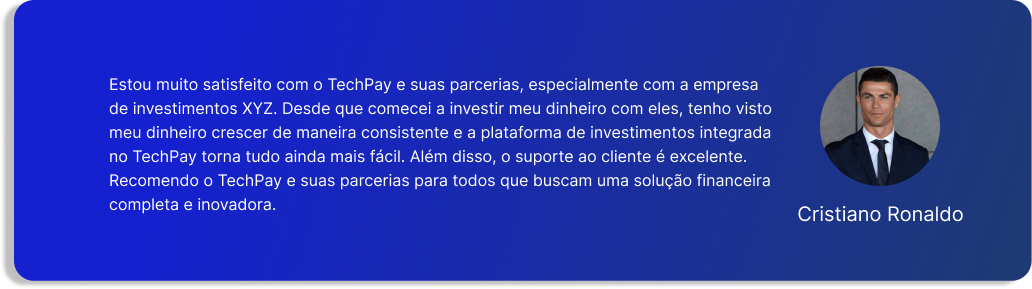 Estou muito satisfeito com o TechPay e suas parcerias, especialmente com a empresa
de investimentos XYZ. Desde que comecei a investir meu dinheiro com eles, tenho visto
meu dinheiro crescer de maneira consistente e a plataforma de investimentos integrada
no TechPay torna tudo ainda mais fácil. Além disso, o suporte ao cliente é excelente.
Recomendo o TechPay e suas parcerias para todos que buscam uma solução financeira
completa e inovadora.
Cristiano Ronaldo